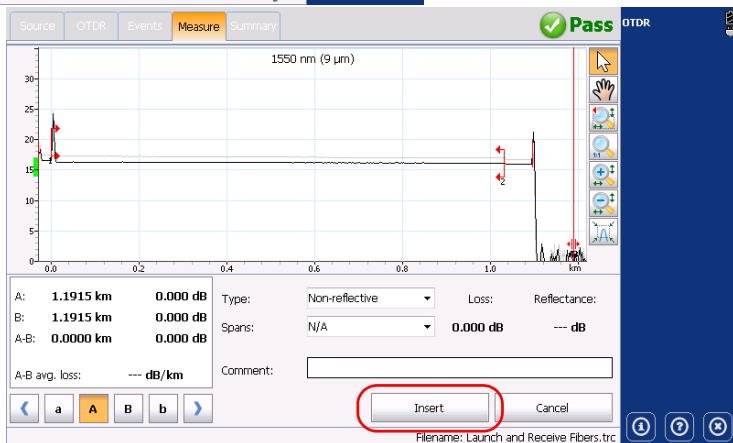 Source OTDR Events Measure Summary Pass OTDR
1550 nm (9 µm)
30
25
20
15
10
5
0
0.0 0.2 0.4 0.6 0.8 1.0 km
2
1:1
A: 1.1915 km 0.000 dB
B: 1.1915 km 0.000 dB
A-B: 0.0000 km 0.000 dB
A-B avg. loss: --- dB/km
Type: Non-reflective Loss: Reflectance:
Spans: N/A 0.000 dB --- dB
Comment:
a A B b
Insert Cancel
Filename: Launch and Receive Fibers.trc